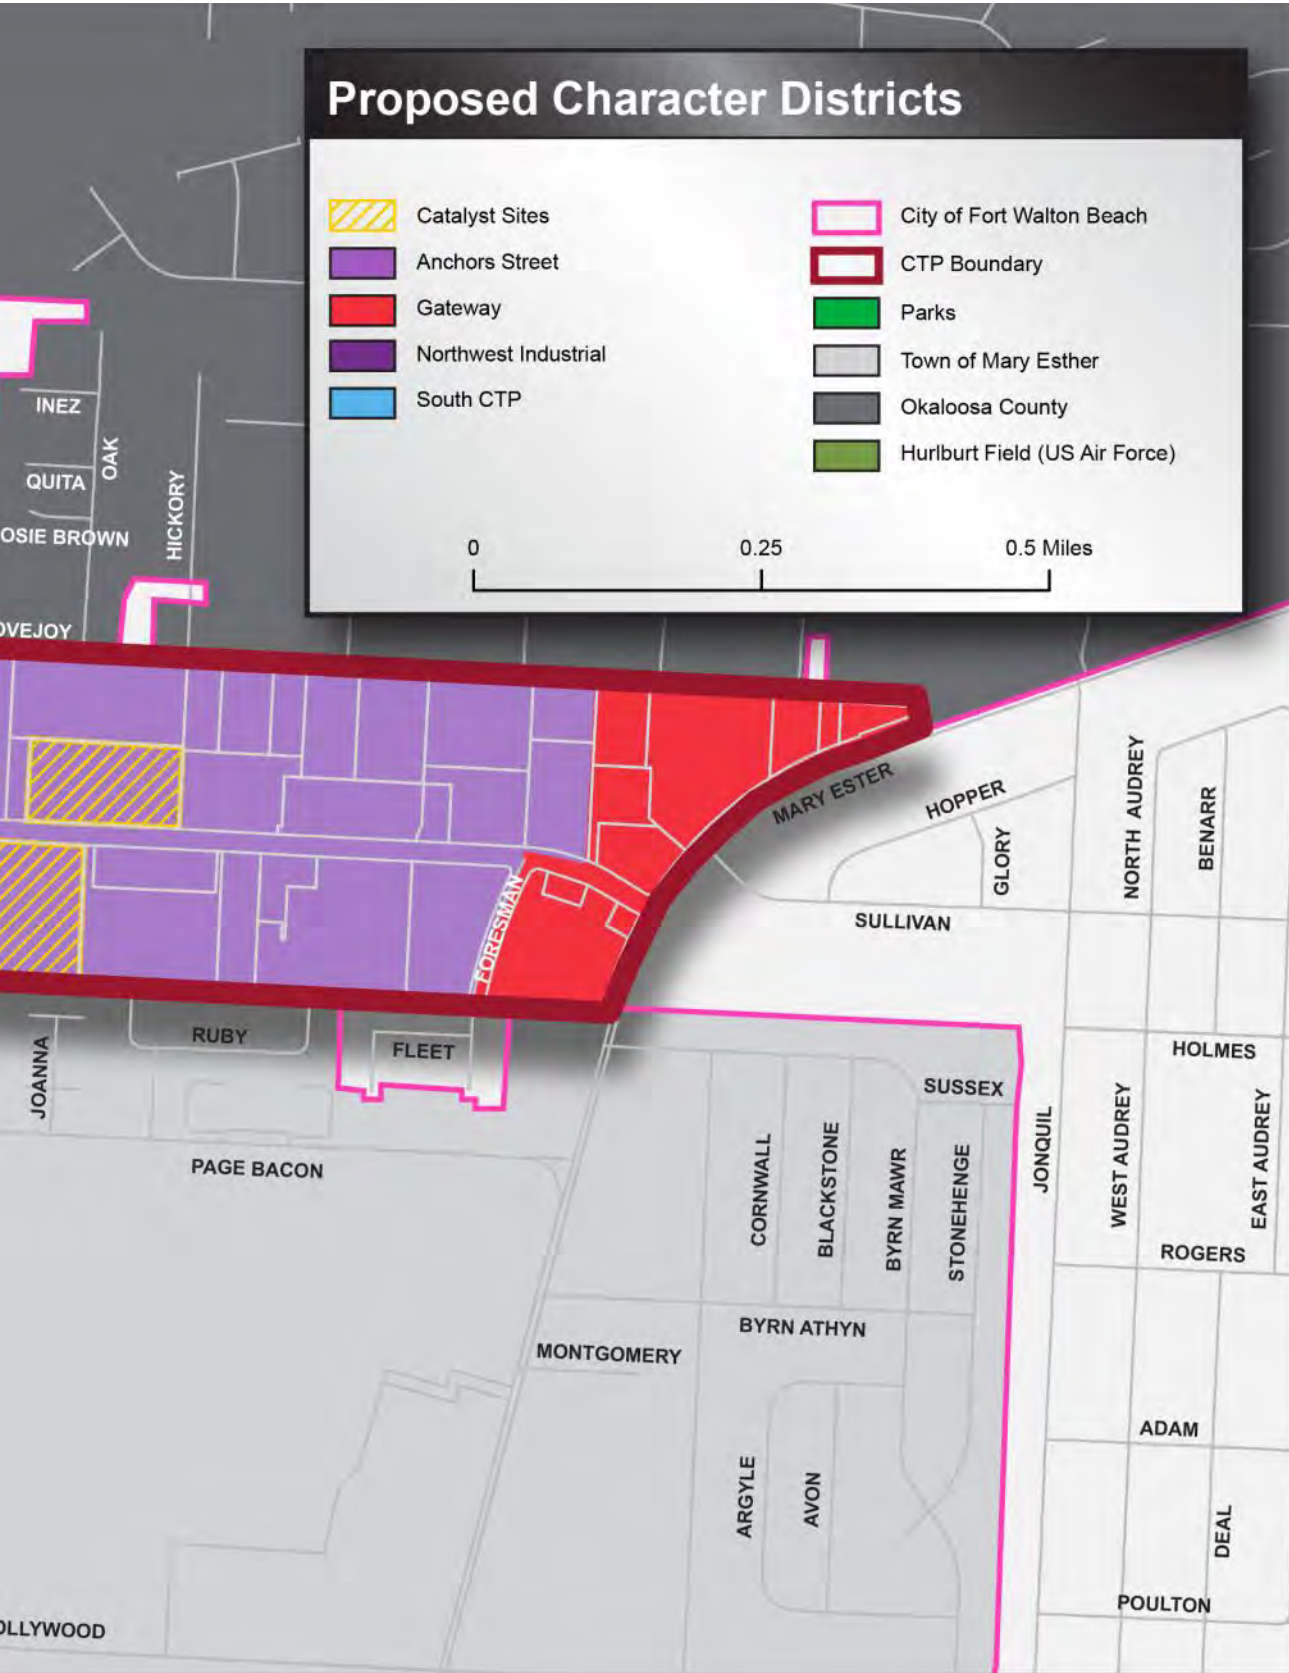 Proposed Character Districts
Catalyst Sites
Anchors Street
Gateway
Northwest Industrial
South CTP
City of Fort Walton Beach
CTP Boundary
Parks
Town of Mary Esther
Okaloosa County
Hurlburt Field (US Air Force)
0 0.25 0.5 Miles
INEZ
OAK
QUITA
HICKORY
OSIE BROWN
OVEJOY
MARY ESTER
HOPPER
GLORY
NORTH AUDREY
BENARR
SULLIVAN
FORESMAN
RUBY
FLEET
JOANNA
HOLMES
SUSSEX
PAGE BACON
CORNWALL
BLACKSTONE
BYRN MAWR
STONEHENGE
JONQUIL
WEST AUDREY
EAST AUDREY
ROGERS
BYRN ATHYN
MONTGOMERY
ADAM
ARGYLE
AVON
DEAL
POULTON
OLLYWOOD